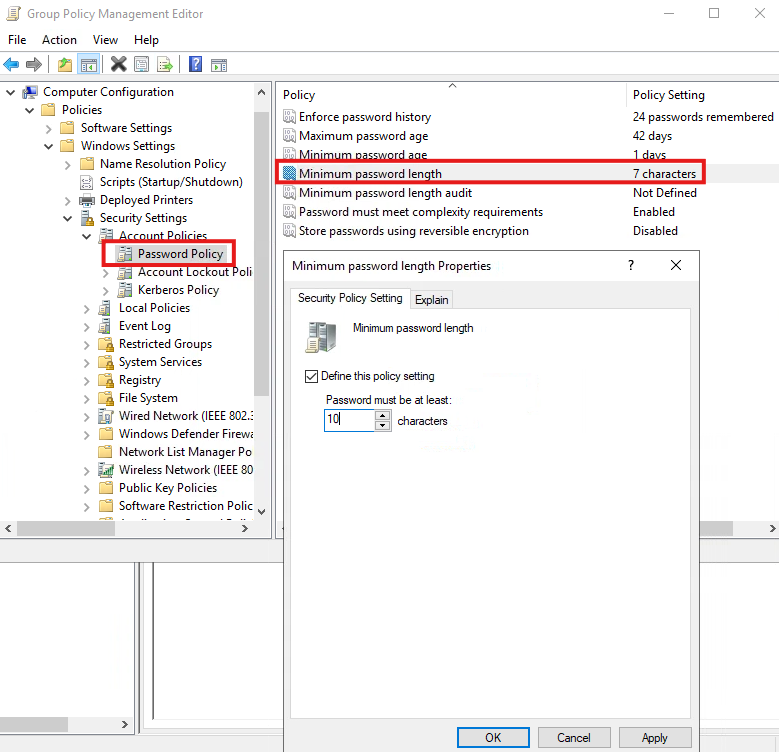 Group Policy Management Editor
File Action View Help
Computer Configuration
Policies
Software Settings
Windows Settings
Name Resolution Policy
Scripts (Startup/Shutdown)
Deployed Printers
Security Settings
Account Policies
Password Policy
Account Lockout Poli
Kerberos Policy
Local Policies
Event Log
Restricted Groups
System Services
Registry
File System
Wired Network (IEEE 802.3
Windows Defender Firewa
Network List Manager Po
Wireless Network (IEEE 80
Public Key Policies
Software Restriction Polic
Policy Policy Setting
Enforce password history 24 passwords remembered
Maximum password age 42 days
Minimum password age 1 days
Minimum password length 7 characters
Minimum password length audit Not Defined
Password must meet complexity requirements Enabled
Store passwords using reversible encryption Disabled
Minimum password length Properties ?
Security Policy Setting Explain
Minimum password length
Define this policy setting
Password must be at least:
10 characters
OK Cancel Apply